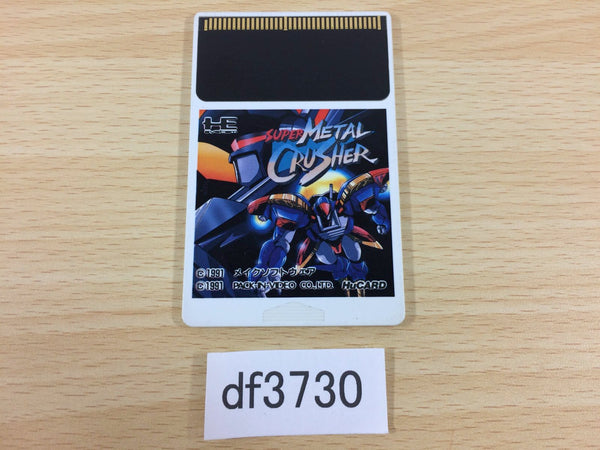 HE
SUPER METAL
CRUSHER
©1991 メイクソフトウェア
©1991 PACK-IN-VIDEO CO., LTD. HuCARD
df3730